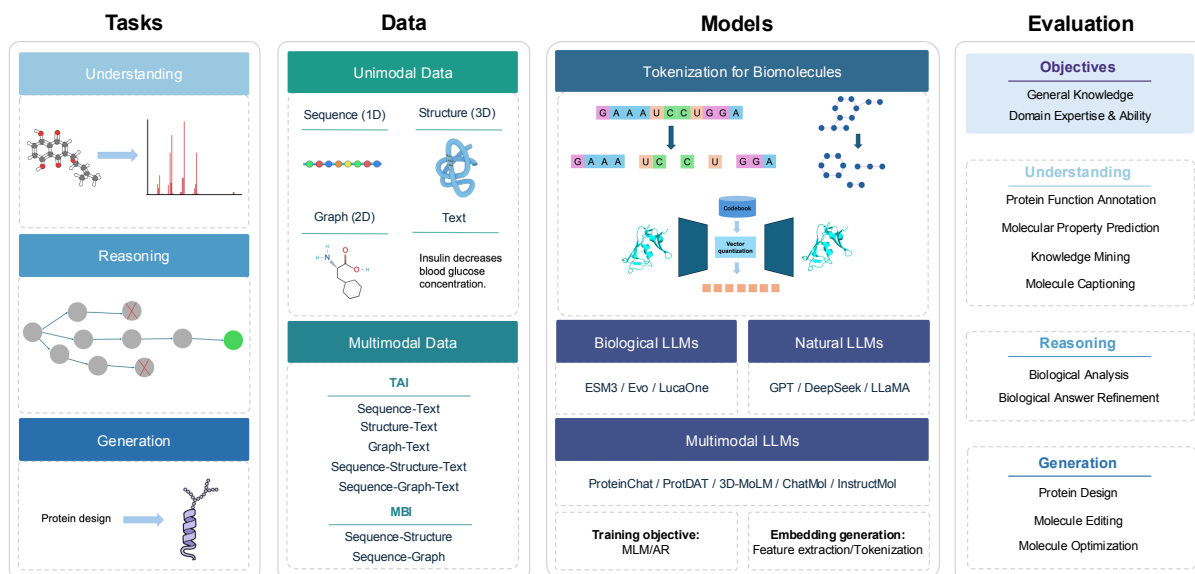 Tasks
Understanding
Reasoning
Generation
Protein design
Data
Unimodal Data
Sequence (1D)
Structure (3D)
Graph (2D)
Text
H
H
N
O
O
H
Insulin decreases
blood glucose
concentration.
Multimodal Data
TAI
Sequence-Text
Structure-Text
Graph-Text
Sequence-Structure-Text
Sequence-Graph-Text
MBI
Sequence-Structure
Sequence-Graph
Models
Tokenization for Biomolecules
G A A A U C C U G G A
G A A A U C C U G G A
Codebook
Vector
quantization
Biological LLMs
ESM3 / Evo / LucaOne
Natural LLMs
GPT / DeepSeek / LLaMA
Multimodal LLMs
ProteinChat / ProtDAT / 3D-MoLM / ChatMol / InstructMol
Training objective:
MLM/AR
Embedding generation:
Feature extraction/Tokenization
Evaluation
Objectives
General Knowledge
Domain Expertise & Ability
Understanding
Protein Function Annotation
Molecular Property Prediction
Knowledge Mining
Molecule Captioning
Reasoning
Biological Analysis
Biological Answer Refinement
Generation
Protein Design
Molecule Editing
Molecule Optimization